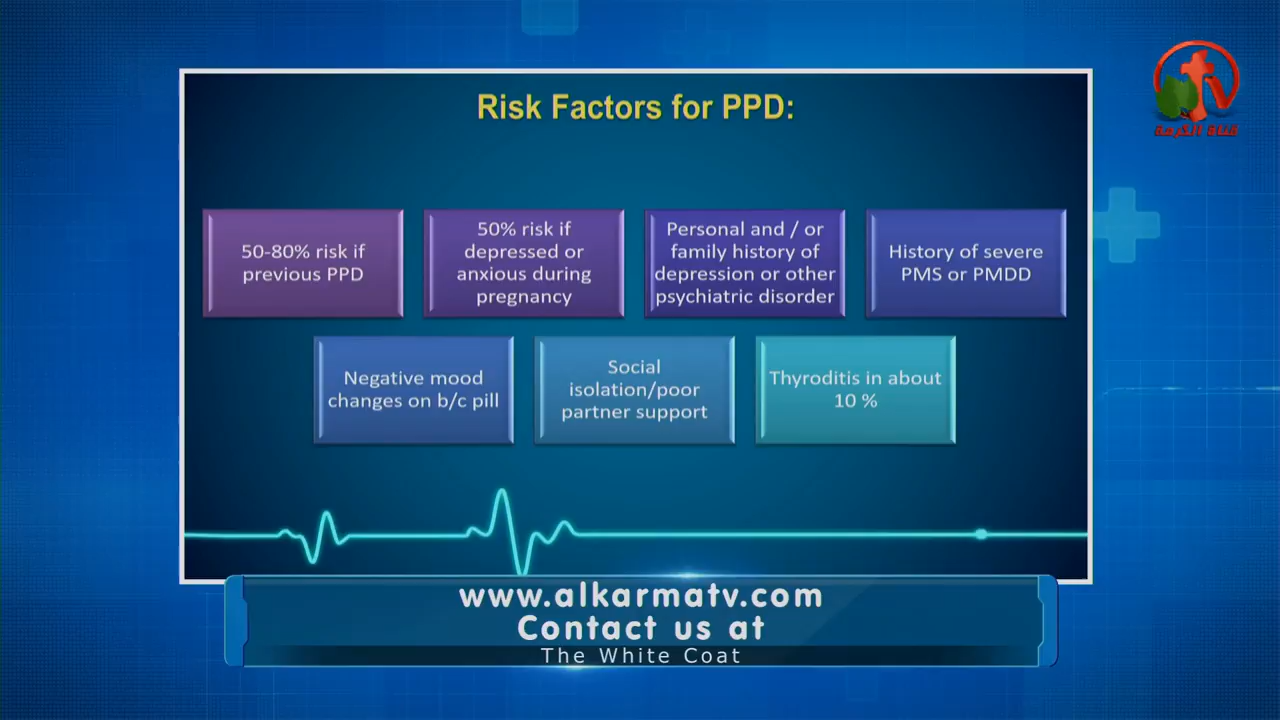 Risk Factors for PPD:
50-80% risk if
previous PPD
50% risk if
depressed or
anxious during
pregnancy
Personal and / or
family history of
depression or other
psychiatric disorder
History of severe
PMS or PMDD
Negative mood
changes on b/c pill
Social
isolation/poor
partner support
Thyroditis in about
10 %
www.alkarmatv.com
Contact us at
The White Coat
tv
قناة الكرمة